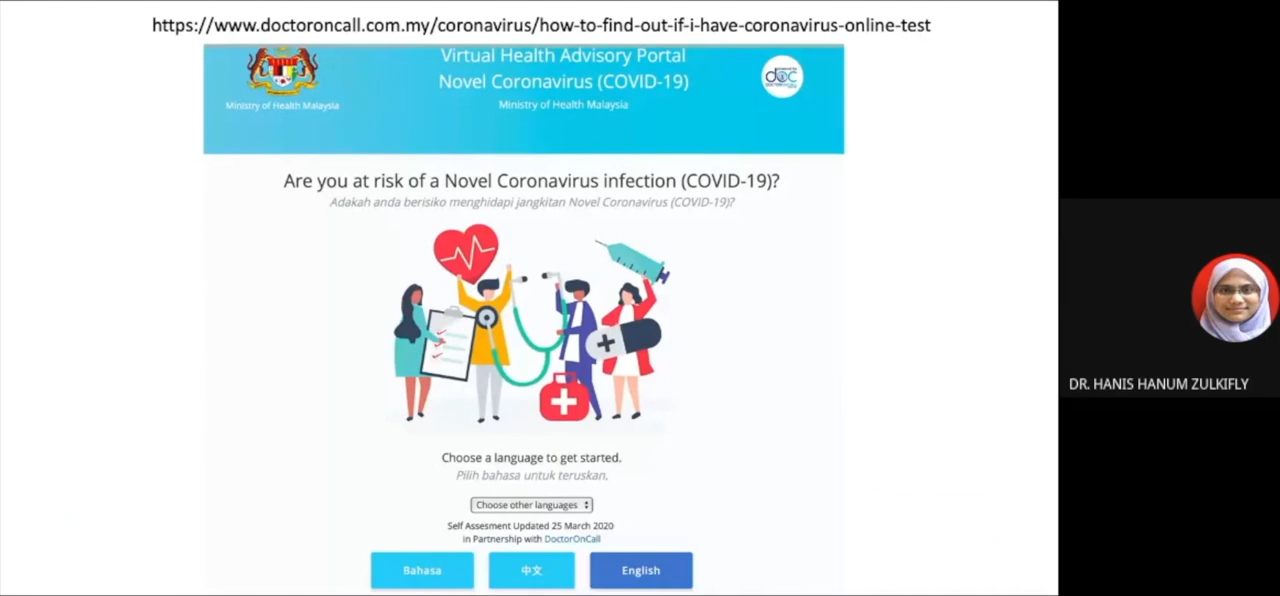 https://www.doctoroncall.com.my/coronavirus/how-to-find-out-if-i-have-coronavirus-online-test
Virtual Health Advisory Portal
Novel Coronavirus (COVID-19)
Ministry of Health Malaysia
Ministry of Health Malaysia
doc
Are you at risk of a Novel Coronavirus infection (COVID-19)?
Adakah anda berisiko menghidapi jangkitan Novel Coronavirus (COVID-19)?
DR. HANIS HANUM ZULKIFLY
Choose a language to get started.
Pilih bahasa untuk teruskan.
Choose other languages
Self Assesment Updated 25 March 2020
in Partnership with DoctorOnCall
Bahasa
中文
English